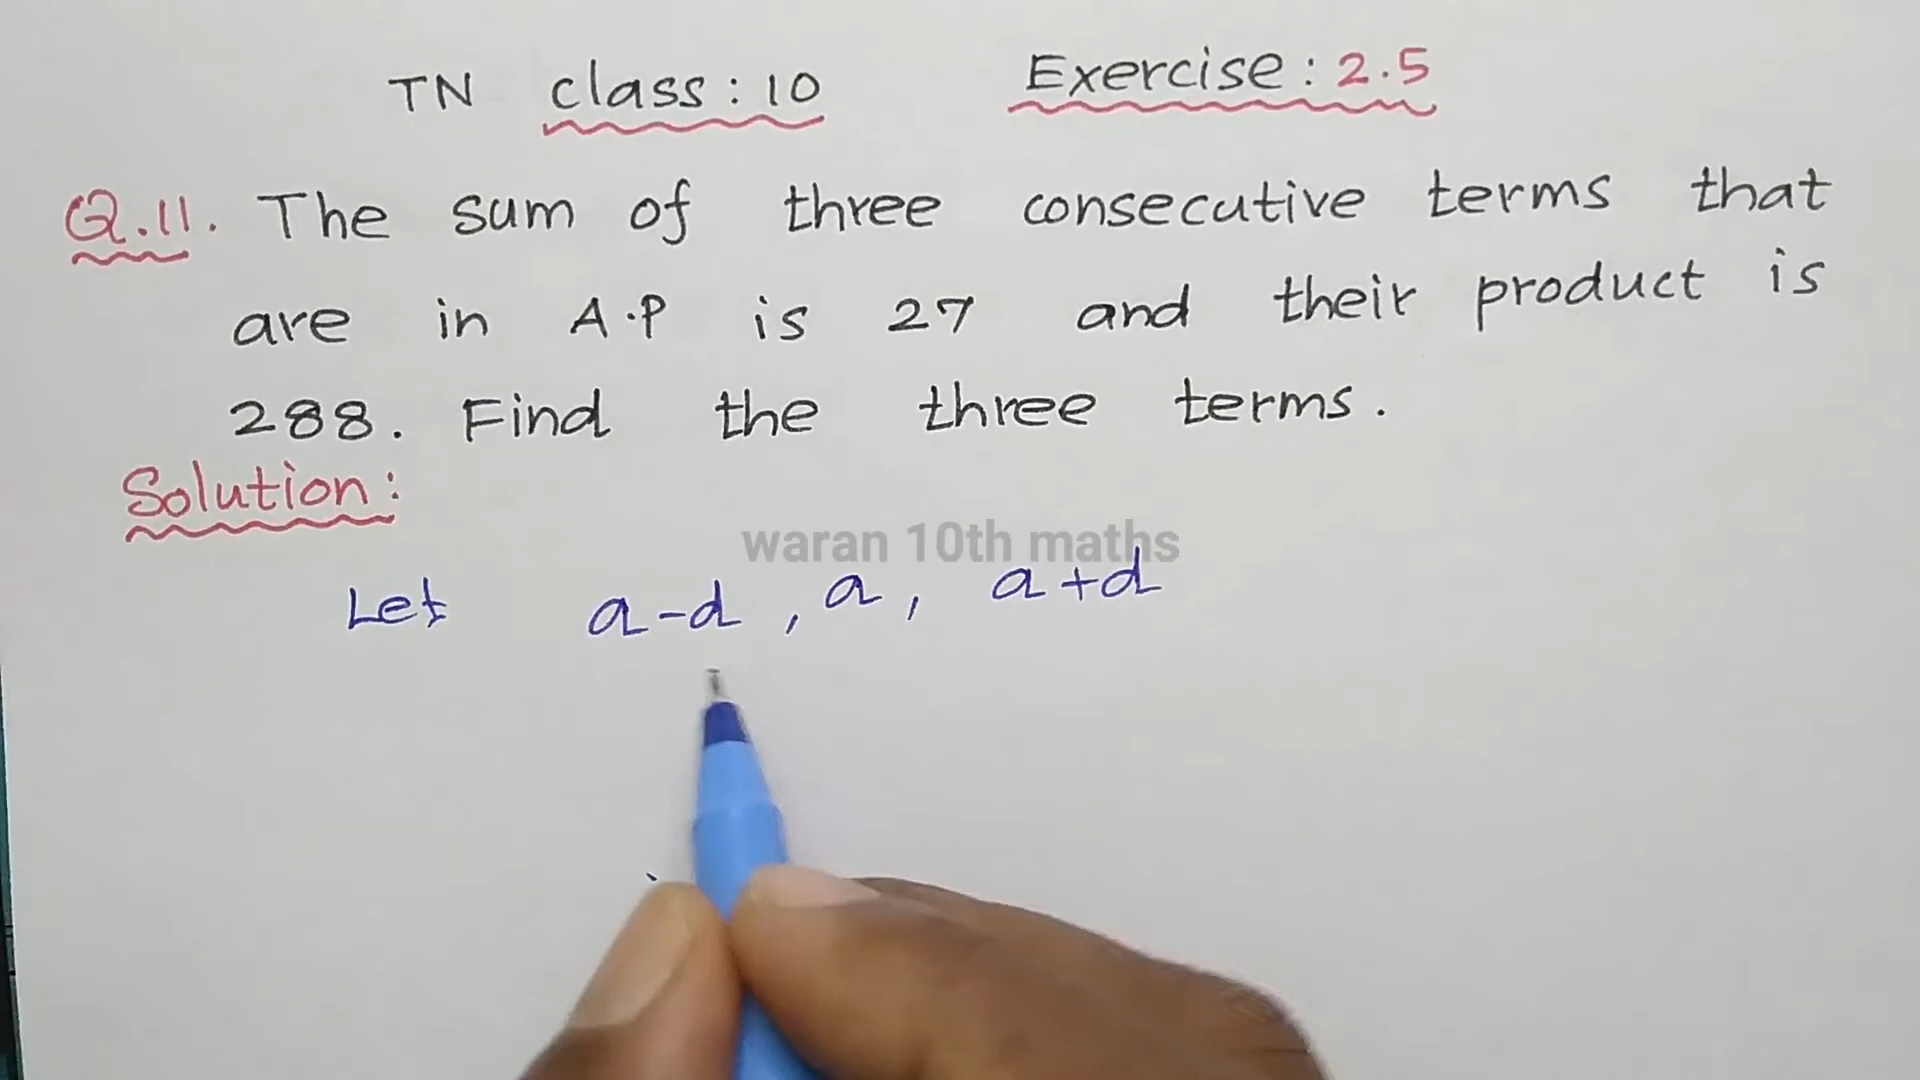 TN class : 10 Exercise : 2.5
Q.11. The sum of three consecutive terms that
are in A.P is 27 and their product is
288. Find the three terms.
Solution :
waran 10th maths
Let a-d , a , a+d